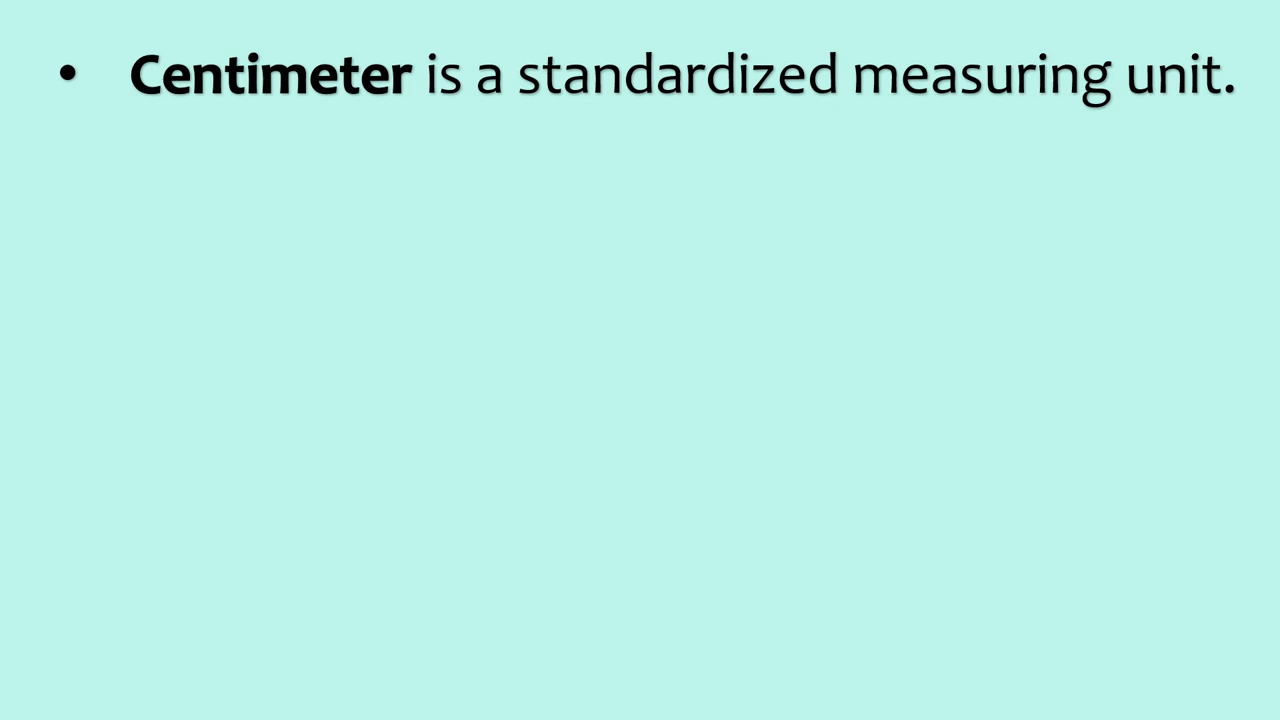 • Centimeter is a standardized measuring unit.